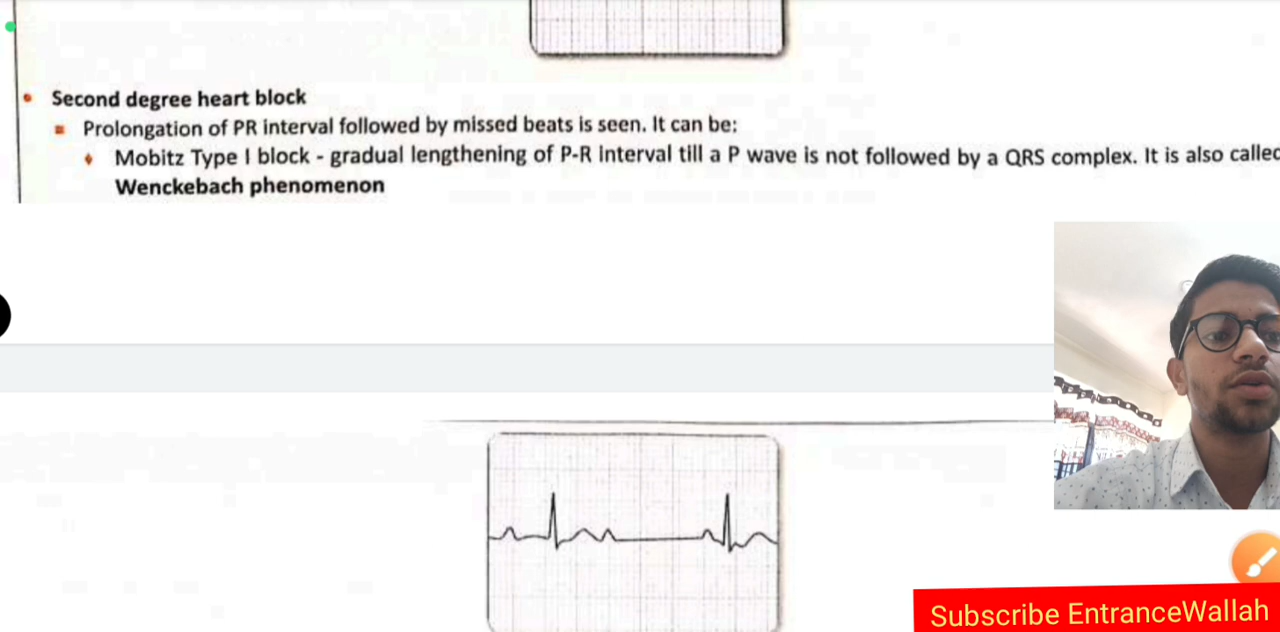 Second degree heart block
Prolongation of PR interval followed by missed beats is seen. It can be:
Mobitz Type I block - gradual lengthening of P-R interval till a P wave is not followed by a QRS complex. It is also called
Wenckebach phenomenon
Subscribe EntranceWallah